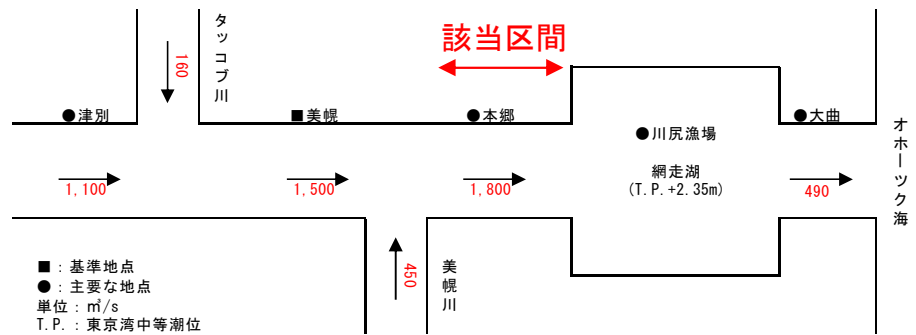 タッコブ川
160
該当区間
●津別
■美幌
●本郷
●大曲
●川尻漁場
網走湖
(T.P.+2.35m)
オホーツク海
1,100
1,500
1,800
490
450
美幌川
■：基準地点
●：主要な地点
単位：㎥/s
T.P.：東京湾中等潮位